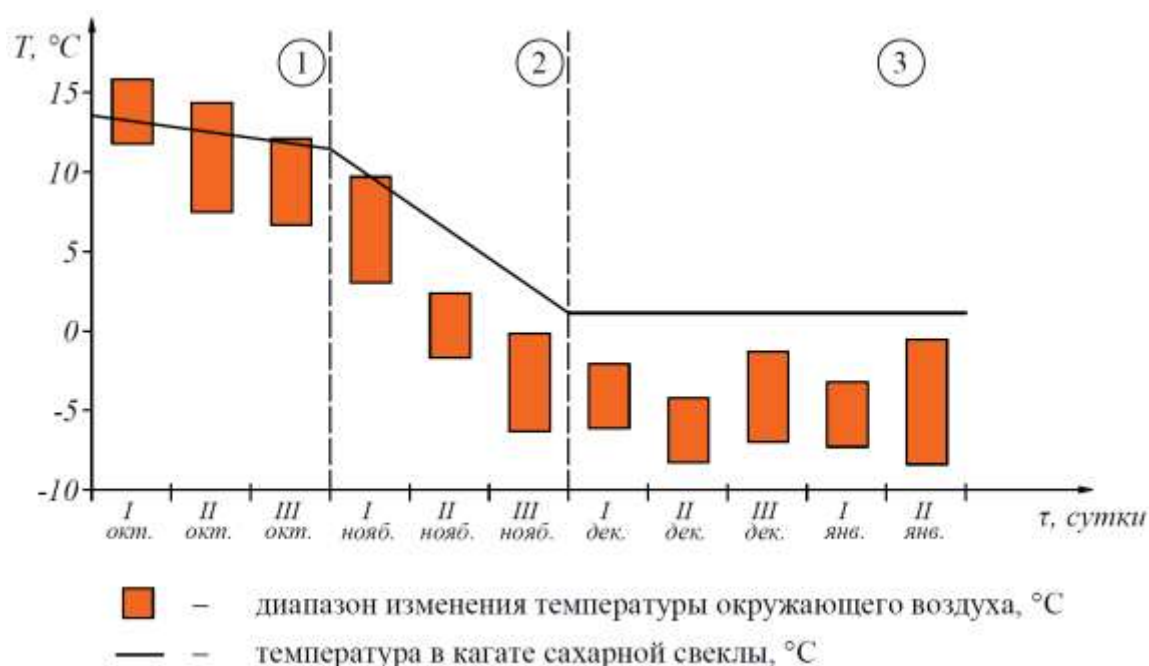 T, °C
1
2
3
15
10
5
0
-5
-10
I II III I II III I II III I II
окт. окт. окт. нояб. нояб. нояб. дек. дек. дек. янв. янв.
τ, сутки
– диапазон изменения температуры окружающего воздуха, °C
– температура в кагате сахарной свеклы, °C